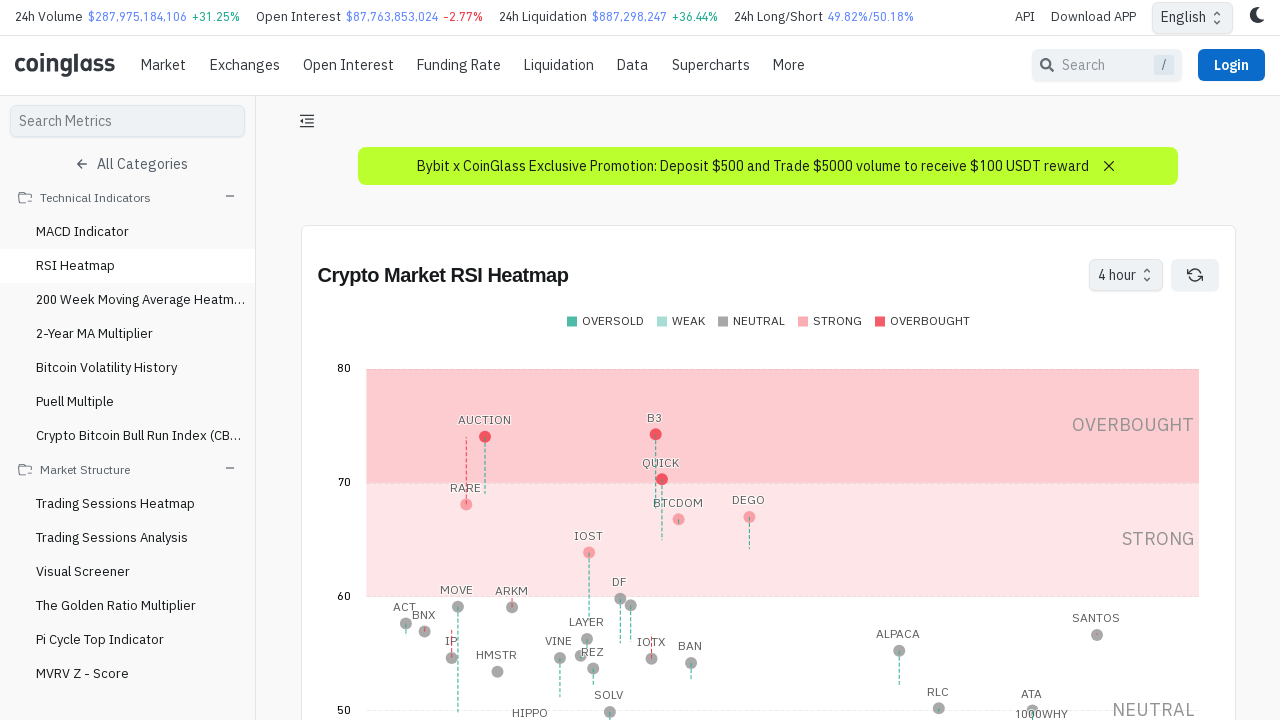 24h Volume $287,975,184,106 +31.25% Open Interest $87,763,853,024 -2.77% 24h Liquidation $887,298,247 +36.44% 24h Long/Short 49.82%/50.18% API Download APP English
coinglass Market Exchanges Open Interest Funding Rate Liquidation Data Supercharts More Search / Login
Search Metrics
All Categories
Technical Indicators
MACD Indicator
RSI Heatmap
200 Week Moving Average Heatm...
2-Year MA Multiplier
Bitcoin Volatility History
Puell Multiple
Crypto Bitcoin Bull Run Index (CB...
Market Structure
Trading Sessions Heatmap
Trading Sessions Analysis
Visual Screener
The Golden Ratio Multiplier
Pi Cycle Top Indicator
MVRV Z - Score
Bybit x CoinGlass Exclusive Promotion: Deposit $500 and Trade $5000 volume to receive $100 USDT reward
Crypto Market RSI Heatmap 4 hour
OVERSOLD WEAK NEUTRAL STRONG OVERBOUGHT
80
AUCTION B3 OVERBOUGHT
QUICK
70
RARE BTCDOM DEGO
IOST STRONG
DF
60
MOVE ARKM
ACT BNX LAYER SANTOS
IP VINE IOTX ALPACA
HMSTR REZ BAN
SOLV RLC ATA
50 HIPPO 1000WHY NEUTRAL